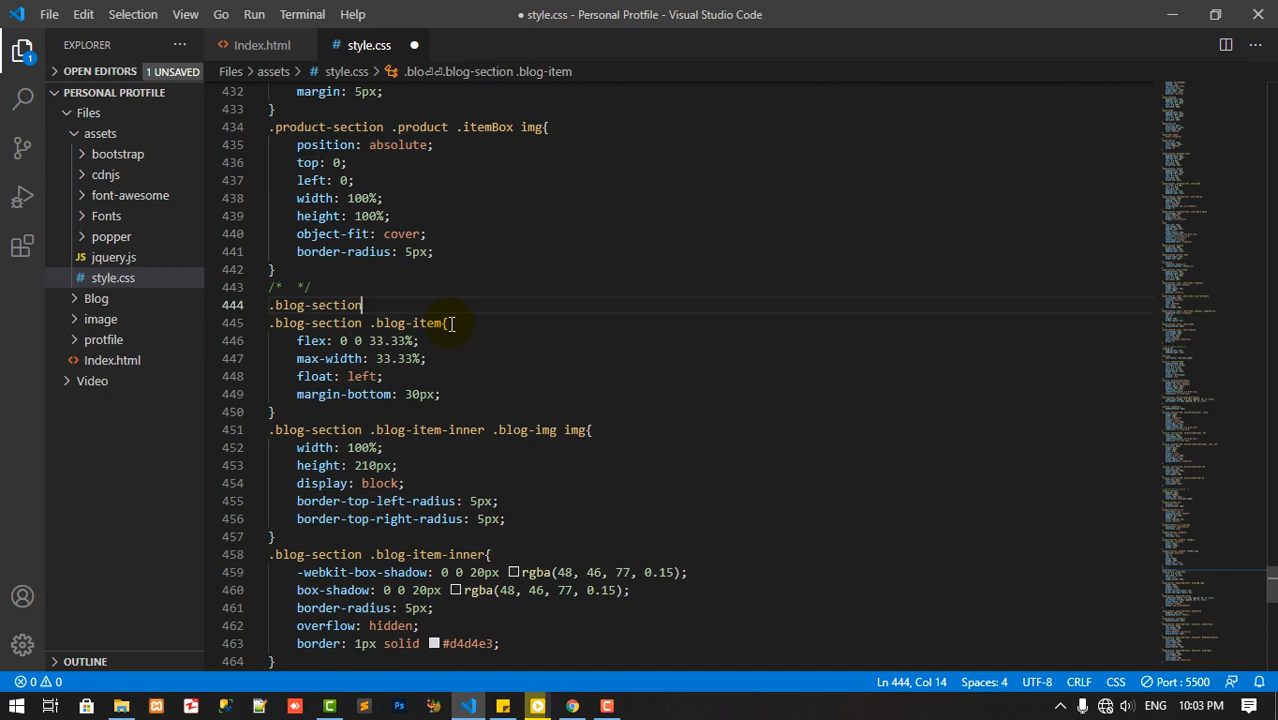 File Edit Selection View Go Run Terminal Help
● style.css - Personal Protfile - Visual Studio Code
EXPLORER
Index.html
style.css
OPEN EDITORS 1 UNSAVED
Files > assets > # style.css > .blo⏎⏎.blog-section .blog-item
PERSONAL PROTFILE
Files
assets
bootstrap
cdnjs
font-awesome
Fonts
popper
JS jquery.js
# style.css
Blog
image
profile
Index.html
Video
OUTLINE
1
432 margin: 5px;
433 }
434 .product-section .product .itemBox img{
435 position: absolute;
436 top: 0;
437 left: 0;
438 width: 100%;
439 height: 100%;
440 object-fit: cover;
441 border-radius: 5px;
442 }
443 /*  */
444 .blog-section
445 .blog-section .blog-item{
446 flex: 0 0 33.33%;
447 max-width: 33.33%;
448 float: left;
449 margin-bottom: 30px;
450 }
451 .blog-section .blog-item-inner .blog-img img{
452 width: 100%;
453 height: 210px;
454 display: block;
455 border-top-left-radius: 5px;
456 border-top-right-radius: 5px;
457 }
458 .blog-section .blog-item-inner{
459 -webkit-box-shadow: 0 0 20px rgba(48, 46, 77, 0.15);
460 box-shadow: 0 0 20px rgba(48, 46, 77, 0.15);
461 border-radius: 5px;
462 overflow: hidden;
463 border: 1px solid #d4d4e3;
464 }
0 0
Ln 444, Col 14 Spaces: 4 UTF-8 CRLF CSS Port : 5500
ENG 10:03 PM